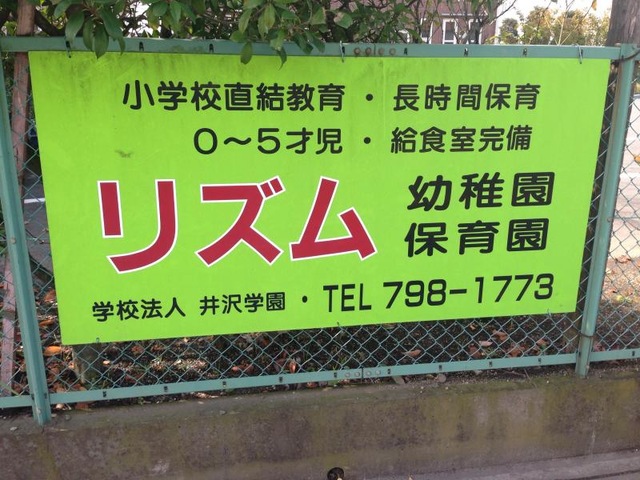 小学校直結教育・長時間保育
0〜5才児・給食室完備
リズム 幼稚園
保育園
学校法人 井沢学園・TEL 798-1773